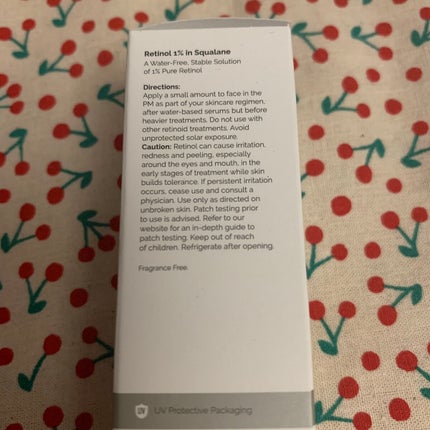 Retinol 1% in Squalane
A Water-Free, Stable Solution
of 1% Pure Retinol
Directions:
Apply a small amount to face in the
PM as part of your skincare regimen,
after water-based serums but before
heavier treatments. Do not use with
other retinoid treatments. Avoid
unprotected solar exposure.
Caution: Retinol can cause irritation,
redness and peeling, especially
around the eyes and mouth, in the
early stages of treatment while skin
builds tolerance. If persistent irritation
occurs, cease use and consult a
physician. Use only as directed on
unbroken skin. Patch testing prior
to use is advised. Refer to our
website for an in-depth guide to
patch testing. Keep out of reach
of children. Refrigerate after opening.
Fragrance Free.
UV UV Protective Packaging